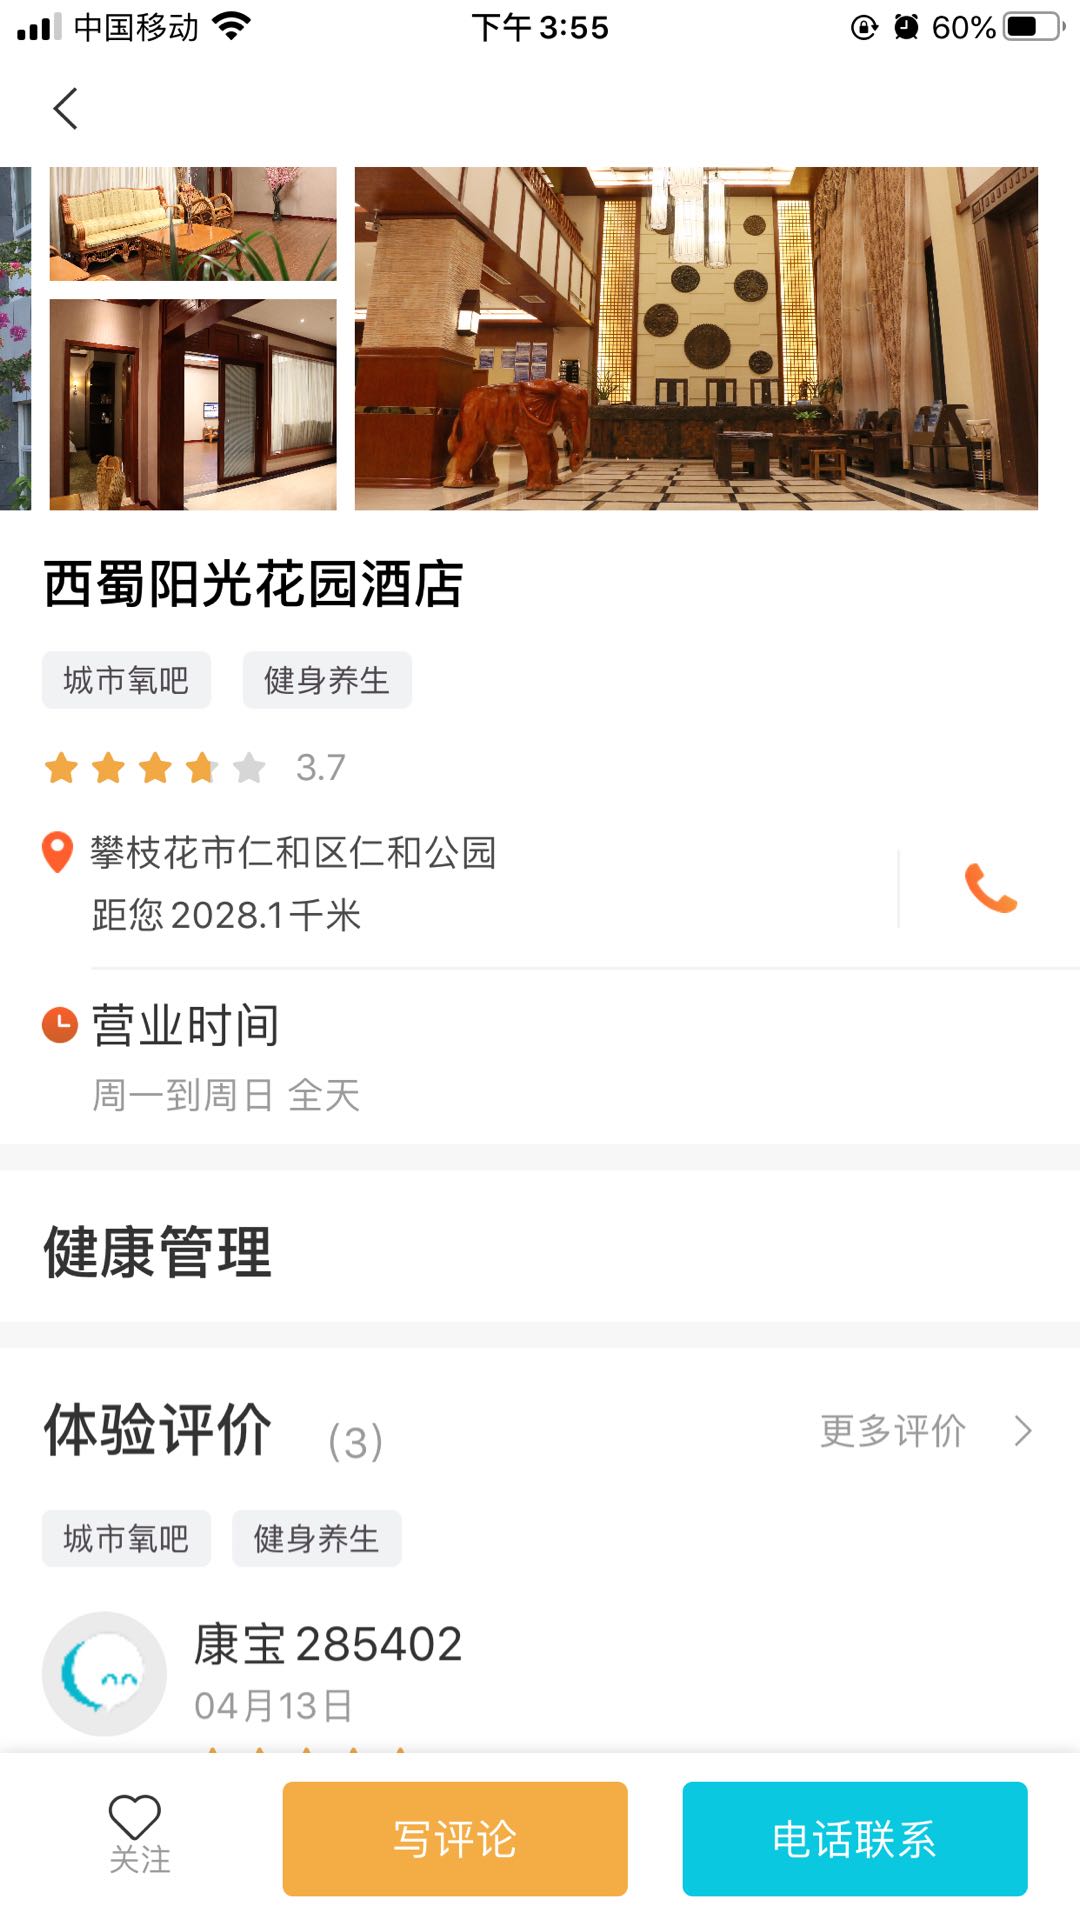 中国移动
下午3:55
60%
西蜀阳光花园酒店
城市氧吧
健身养生
3.7
攀枝花市仁和区仁和公园
距您2028.1千米
营业时间
周一到周日 全天
健康管理
体验评价 (3)
更多评价
城市氧吧
健身养生
康宝285402
04月13日
关注
写评论
电话联系